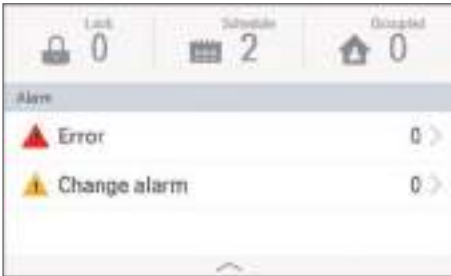 Lock
Schedule
Occupied
0
2
0
Alarm
Error
0
Change alarm
0